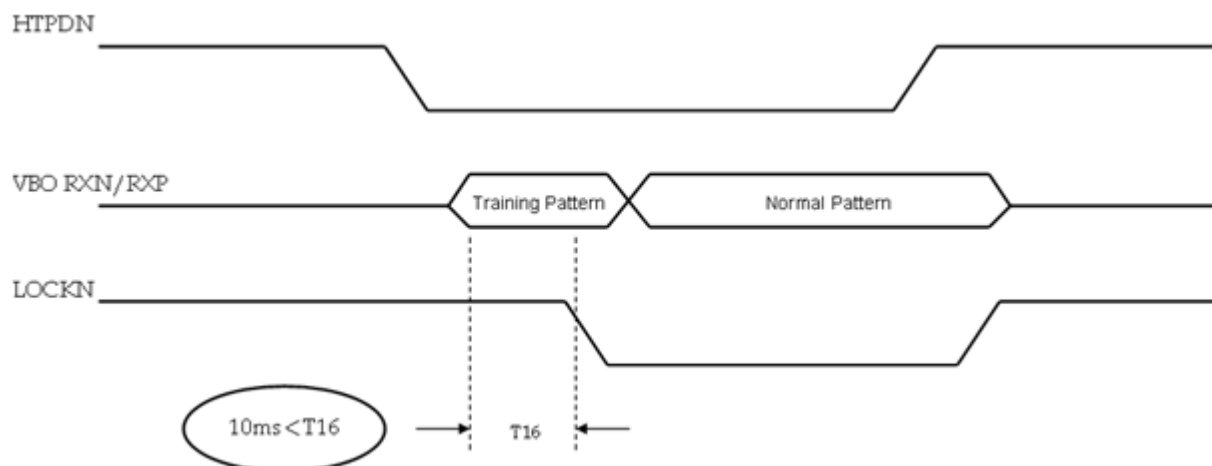 HTPDN
VBO RXN/RXP
Training Pattern
Normal Pattern
LOCKN
10ms<T16
T16